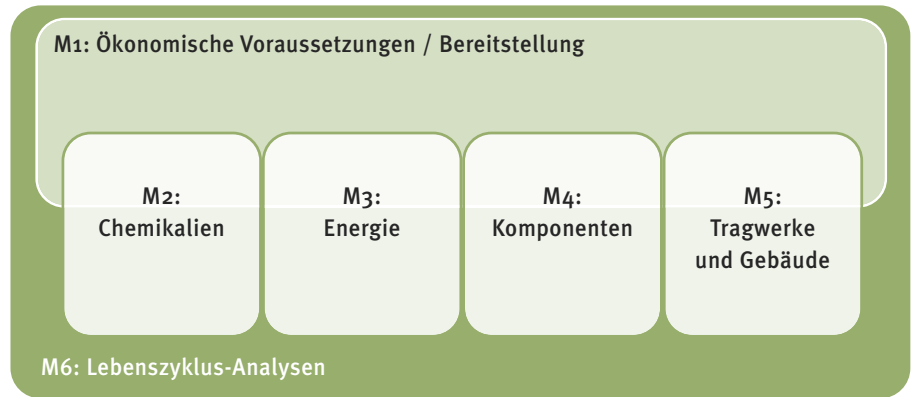 M1: Ökonomische Voraussetzungen / Bereitstellung
M2:
Chemikalien
M3:
Energie
M4:
Komponenten
M5:
Tragwerke
und Gebäude
M6: Lebenszyklus-Analysen